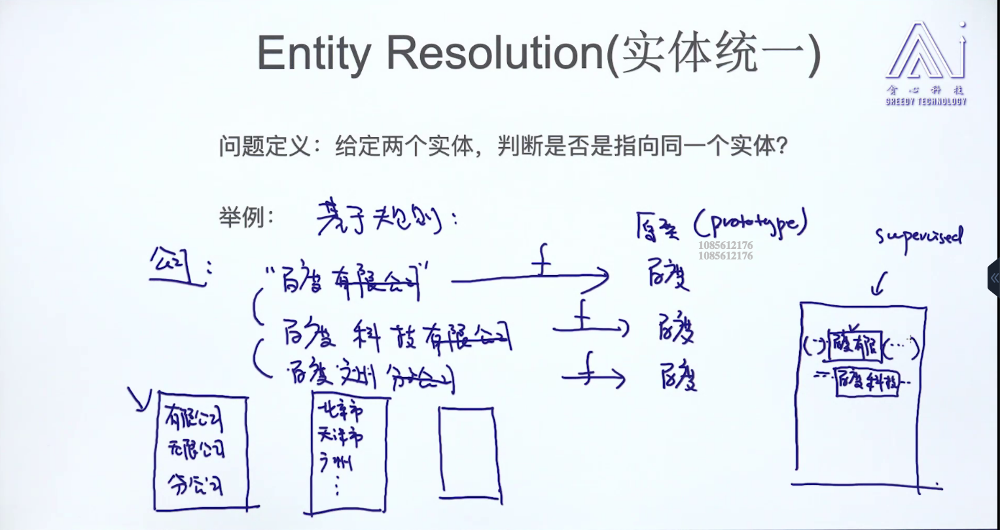 Entity Resolution(实体统一)
贪心科技
GREEDY TECHNOLOGY
问题定义：给定两个实体，判断是否是指向同一个实体？
举例：
基于规则：
原型 (prototype)
supervised
1085612176
1085612176
公司：
"百度有限公司"
f
百度
百度科技有限公司
f
百度
百度广州分公司
f
百度
有限公司
无限公司
分公司
北京市
天津市
广州
⋮
(··)百度有限(····)
百度科技··